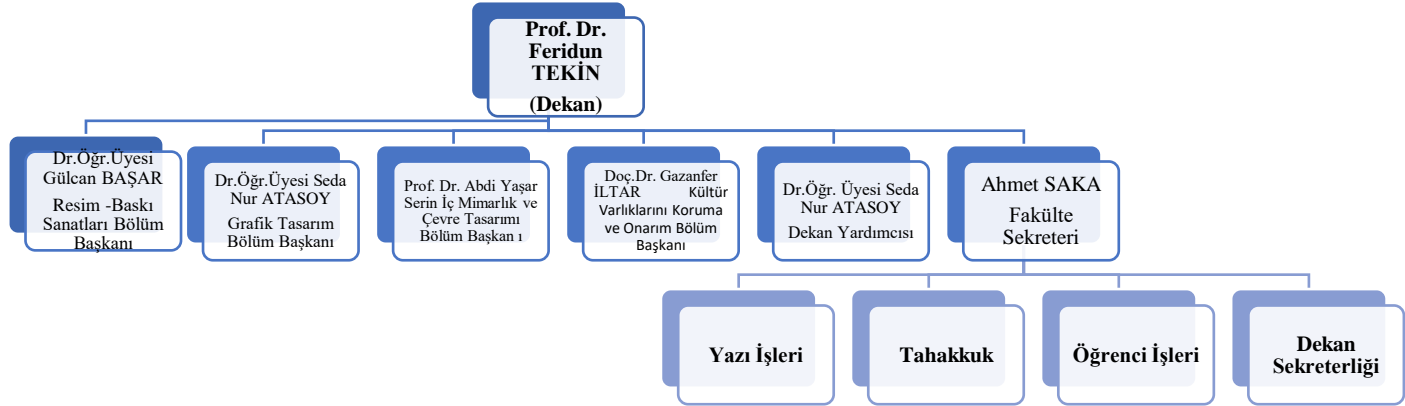 Prof. Dr.
Feridun
TEKİN
(Dekan)
Dr.Öğr.Üyesi
Gülcan BAŞAR
Resim -Baskı
Sanatları Bölüm
Başkanı
Dr.Öğr.Üyesi Seda
Nur ATASOY
Grafik Tasarım
Bölüm Başkanı
Prof. Dr. Abdi Yaşar
Serin İç Mimarlık ve
Çevre Tasarımı
Bölüm Başkan ı
Doç.Dr. Gazanfer
İLTAR Kültür
Varlıklarını Koruma
ve Onarım Bölüm
Başkanı
Dr.Öğr. Üyesi Seda
Nur ATASOY
Dekan Yardımcısı
Ahmet SAKA
Fakülte
Sekreteri
Yazı İşleri
Tahakkuk
Öğrenci İşleri
Dekan
Sekreterliği